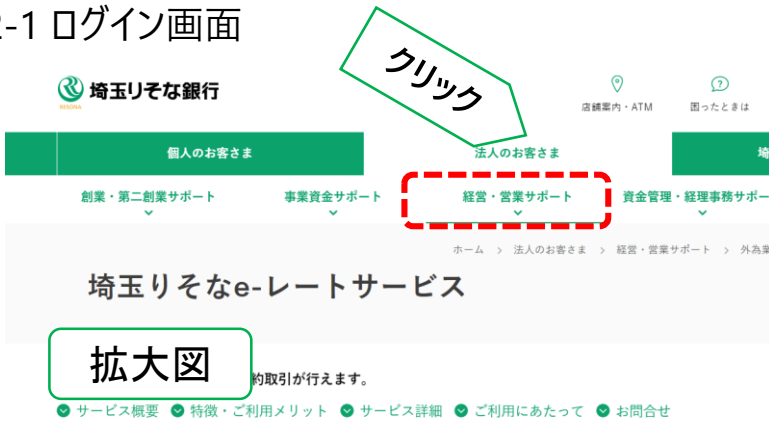 2-1 ログイン画面
クリック
埼玉りそな銀行
RESONA
店舗案内・ATM 困ったときは
個人のお客さま 法人のお客さま 埼
創業・第二創業サポート 事業資金サポート 経営・営業サポート 資金管理・経理事務サポー
ホーム > 法人のお客さま > 経営・営業サポート > 外為業
埼玉りそなe-レートサービス
拡大図
約取引が行えます。
サービス概要 特徴・ご利用メリット サービス詳細 ご利用にあたって お問合せ